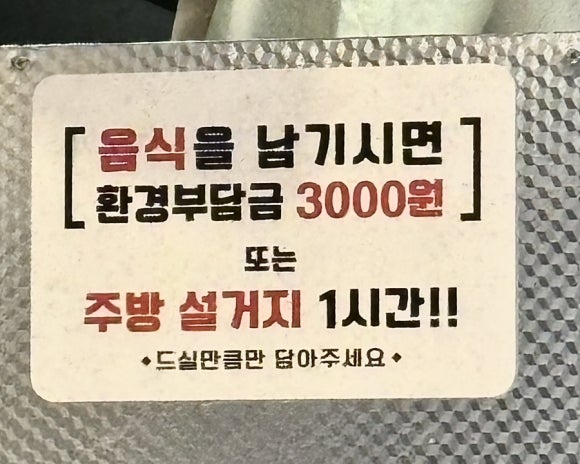 [ 음식을 남기시면
환경부담금 3000원 ]
또는
주방 설거지 1시간!!
◆드실만큼만 담아주세요◆